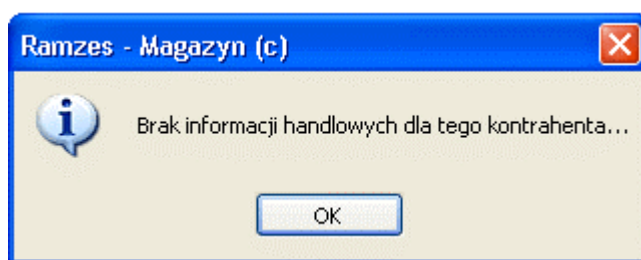 Ramzes - Magazyn (c)
Brak informacji handlowych dla tego kontrahenta...
OK